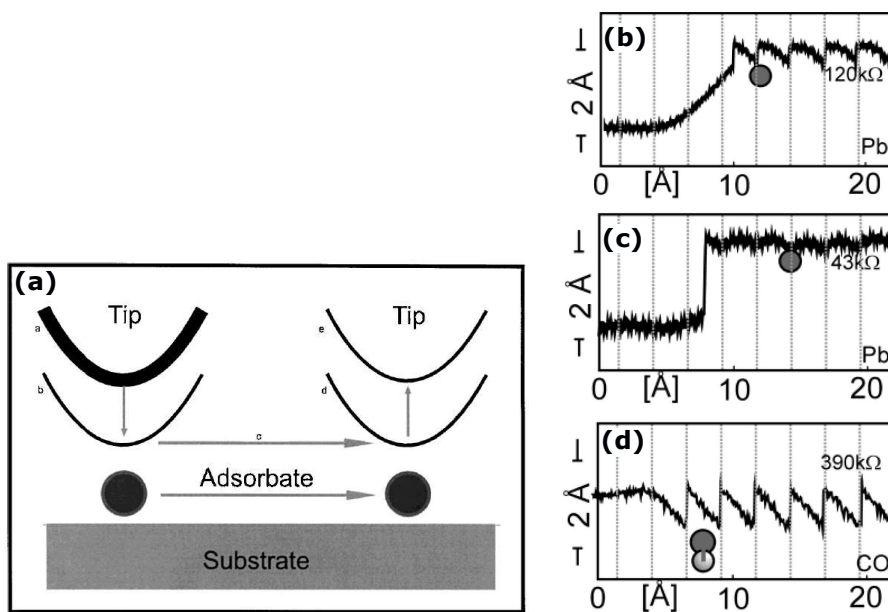 (a)
Tip
Tip
a
e
b
d
c
Adsorbate
Substrate
(b)
2 Å
120kΩ
Pb
0 [Å] 10 20
(c)
2 Å
43kΩ
Pb
0 [Å] 10 20
(d)
390kΩ
2 Å
CO
0 [Å] 10 20